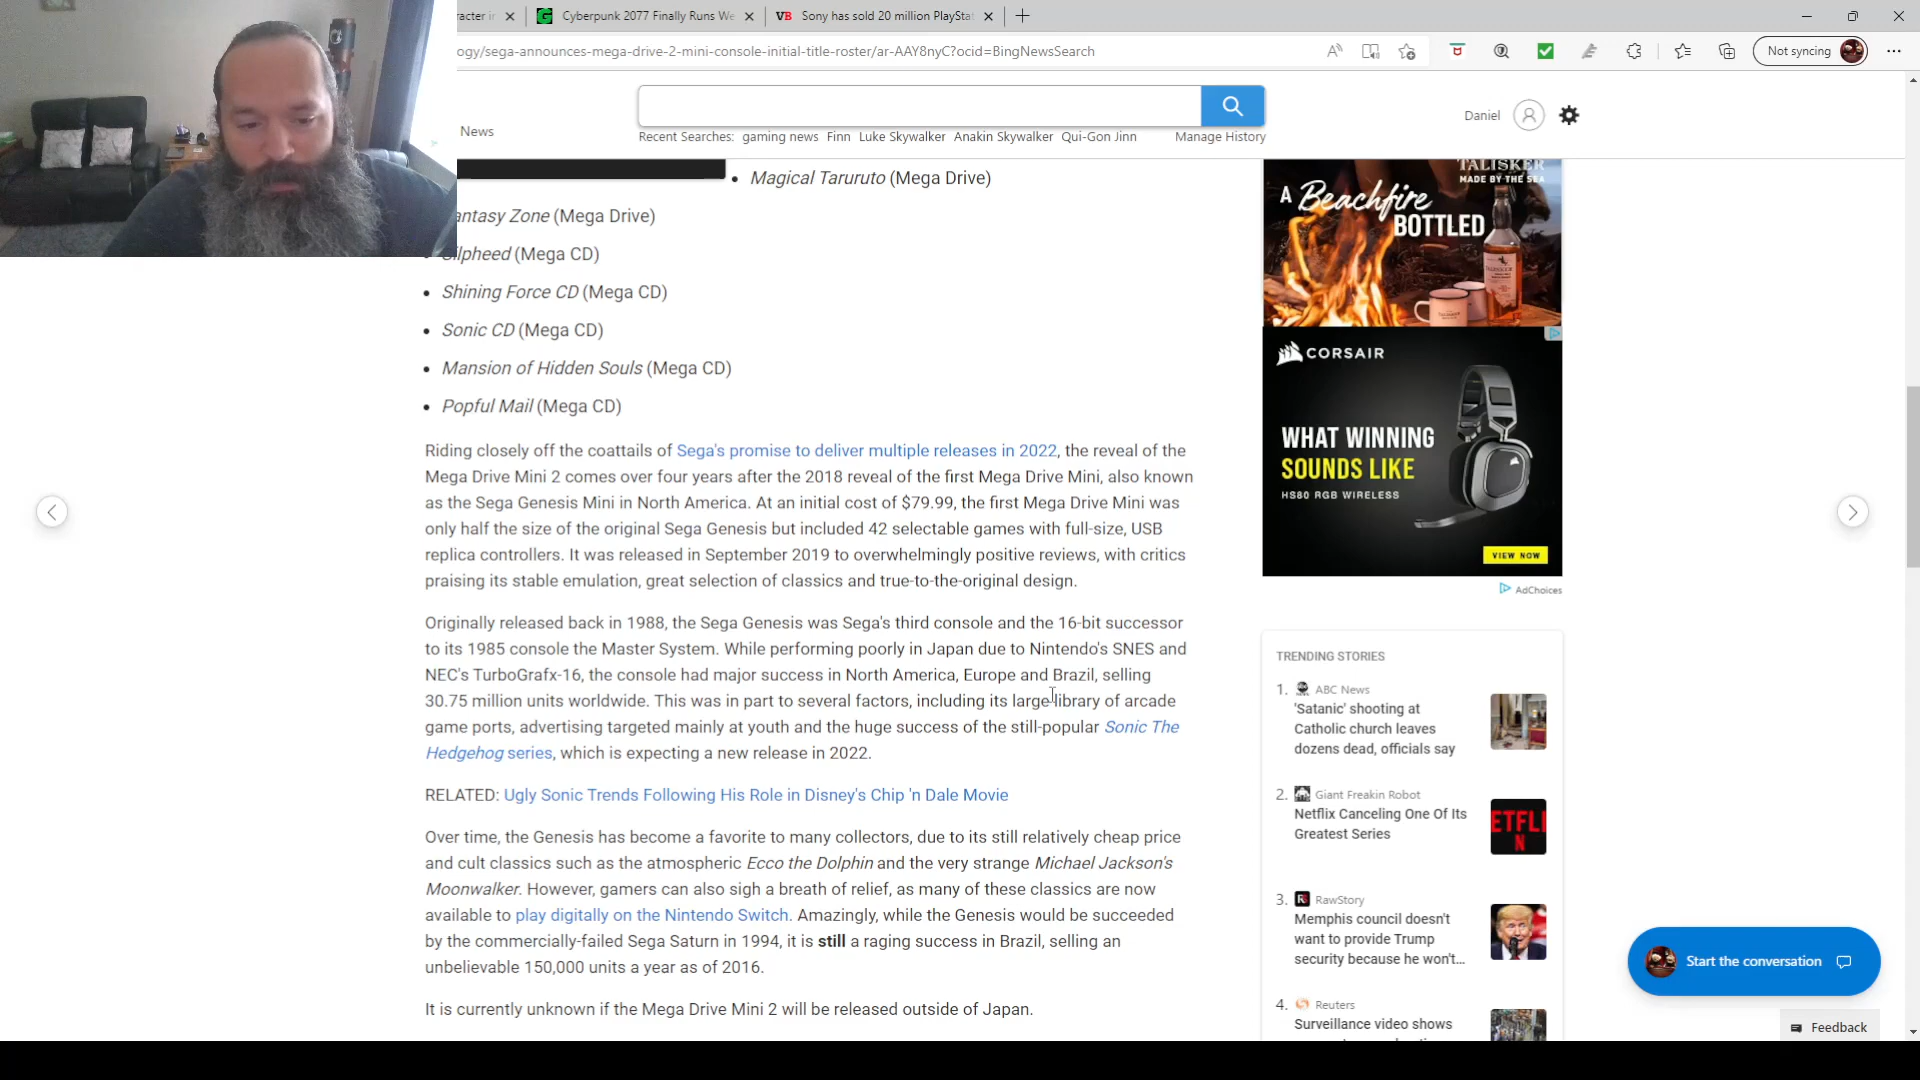 aracter in
Cyberpunk 2077 Finally Runs We
VB Sony has sold 20 million PlayStat
ogy/sega-announces-mega-drive-2-mini-console-initial-title-roster/ar-AAY8nyC?ocid=BingNewsSearch
Not syncing
News
Recent Searches: gaming news Finn Luke Skywalker Anakin Skywalker Qui-Gon Jinn Manage History
Daniel
• Magical Taruruto (Mega Drive)
antasy Zone (Mega Drive)
• Silpheed (Mega CD)
• Shining Force CD (Mega CD)
• Sonic CD (Mega CD)
• Mansion of Hidden Souls (Mega CD)
• Popful Mail (Mega CD)
Riding closely off the coattails of Sega's promise to deliver multiple releases in 2022, the reveal of the
Mega Drive Mini 2 comes over four years after the 2018 reveal of the first Mega Drive Mini, also known
as the Sega Genesis Mini in North America. At an initial cost of $79.99, the first Mega Drive Mini was
only half the size of the original Sega Genesis but included 42 selectable games with full-size, USB
replica controllers. It was released in September 2019 to overwhelmingly positive reviews, with critics
praising its stable emulation, great selection of classics and true-to-the-original design.
Originally released back in 1988, the Sega Genesis was Sega's third console and the 16-bit successor
to its 1985 console the Master System. While performing poorly in Japan due to Nintendo's SNES and
NEC's TurboGrafx-16, the console had major success in North America, Europe and Brazil, selling
30.75 million units worldwide. This was in part to several factors, including its large library of arcade
game ports, advertising targeted mainly at youth and the huge success of the still-popular Sonic The
Hedgehog series, which is expecting a new release in 2022.
RELATED: Ugly Sonic Trends Following His Role in Disney's Chip 'n Dale Movie
Over time, the Genesis has become a favorite to many collectors, due to its still relatively cheap price
and cult classics such as the atmospheric Ecco the Dolphin and the very strange Michael Jackson's
Moonwalker. However, gamers can also sigh a breath of relief, as many of these classics are now
available to play digitally on the Nintendo Switch. Amazingly, while the Genesis would be succeeded
by the commercially-failed Sega Saturn in 1994, it is still a raging success in Brazil, selling an
unbelievable 150,000 units a year as of 2016.
It is currently unknown if the Mega Drive Mini 2 will be released outside of Japan.
TALISKER
MADE BY THE SEA
A Beachfire
BOTTLED
CORSAIR
WHAT WINNING
SOUNDS LIKE
HS80 RGB WIRELESS
VIEW NOW
AdChoices
TRENDING STORIES
1. ABC News
'Satanic' shooting at
Catholic church leaves
dozens dead, officials say
2. Giant Freakin Robot
Netflix Canceling One Of Its
Greatest Series
ETFLI
N
3. RawStory
Memphis council doesn't
want to provide Trump
security because he won't...
4. Reuters
Surveillance video shows
Start the conversation
Feedback